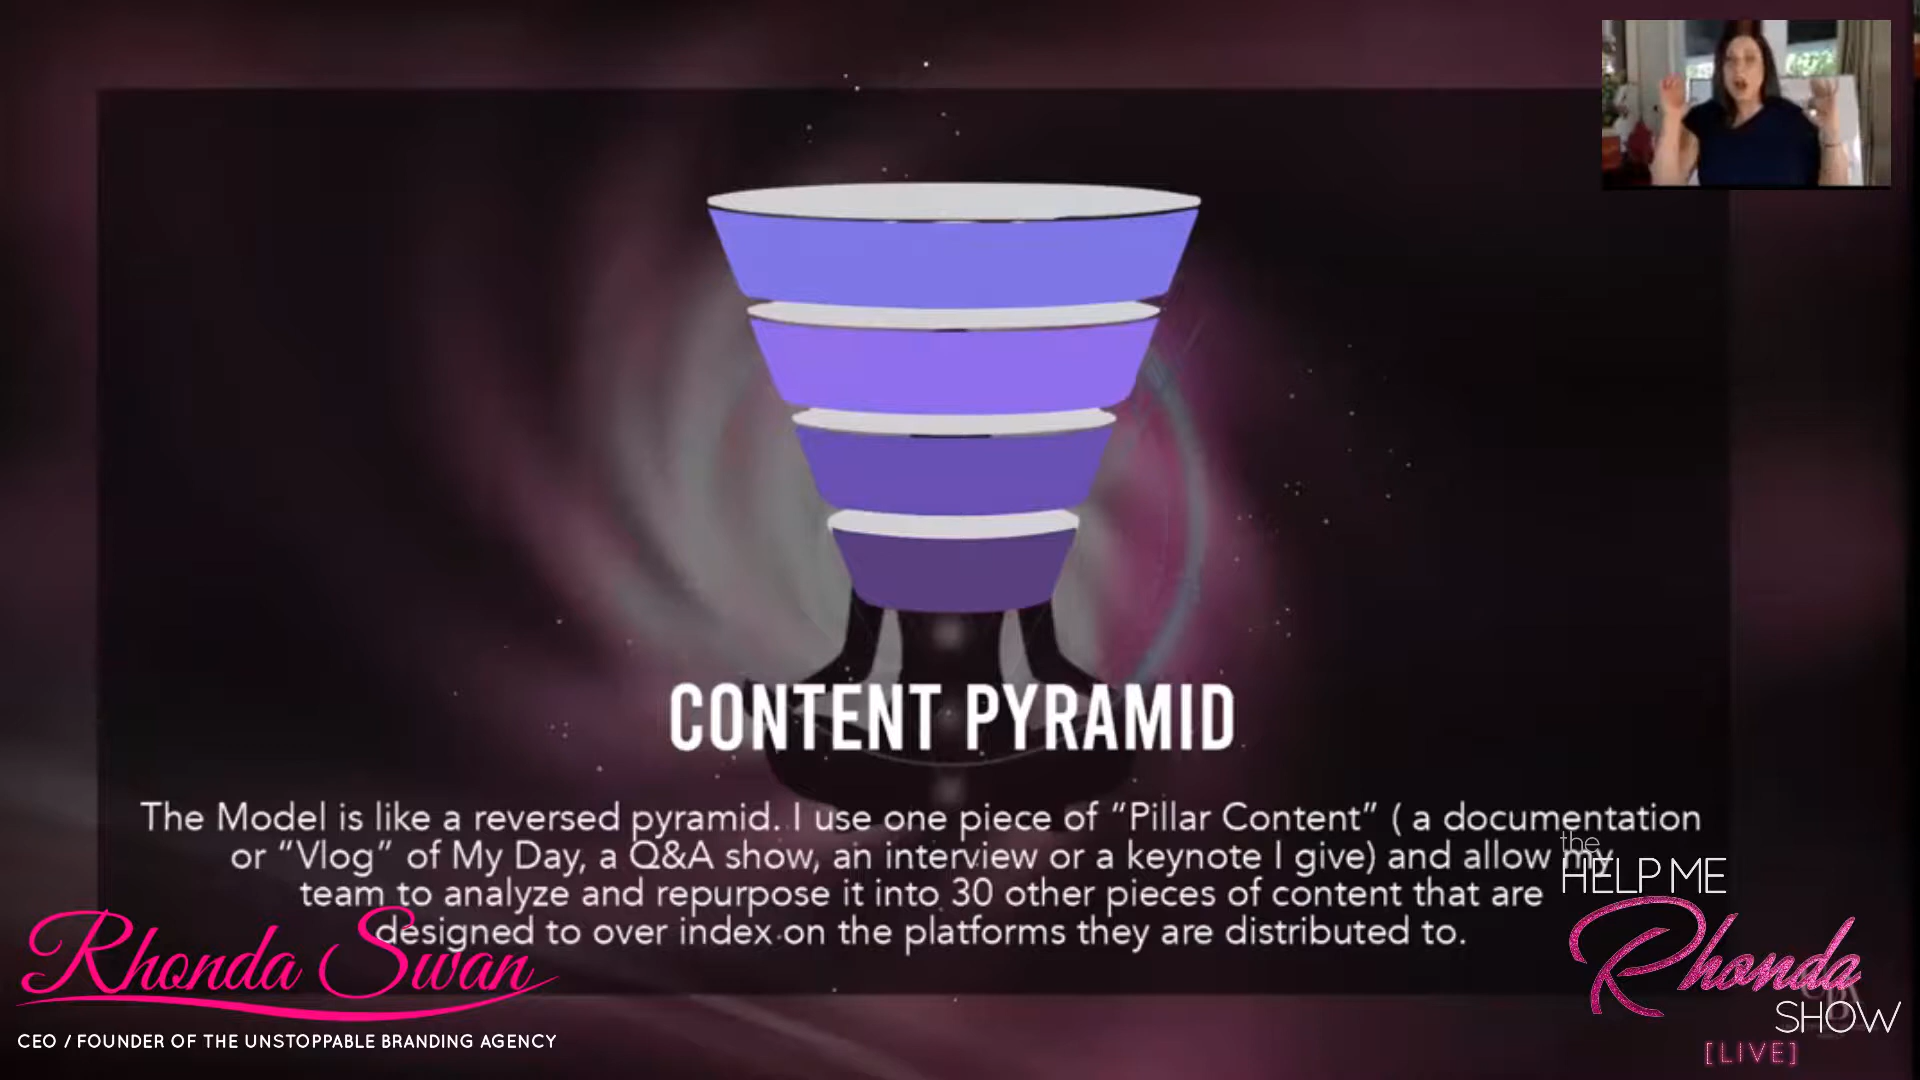 CONTENT PYRAMID
The Model is like a reversed pyramid. I use one piece of “Pillar Content” ( a documentation
or “Vlog” of My Day, a Q&A show, an interview or a keynote I give) and allow my
team to analyze and repurpose it into 30 other pieces of content that are
designed to over index on the platforms they are distributed to.
Rhonda Swan
CEO / FOUNDER OF THE UNSTOPPABLE BRANDING AGENCY
the
HELP ME
Rhonda
SHOW
[LIVE]